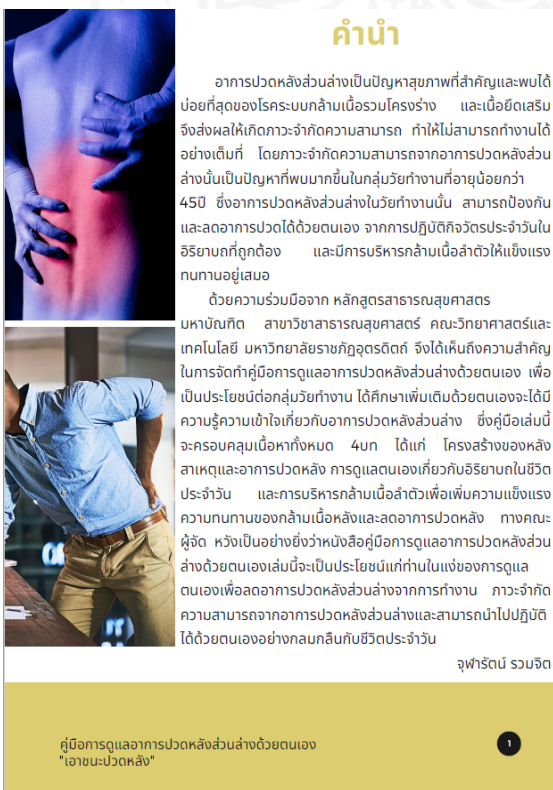 คำนำ
อาการปวดหลังส่วนล่างเป็นปัญหาสุขภาพที่สำคัญและพบได้
บ่อยที่สุดของโรคระบบกล้ามเนื้อรวมโครงร่าง และเนื้อยึดเสริม
จึงส่งผลให้เกิดภาวะจำกัดความสามารถ ทำให้ไม่สามารถทำงานได้
อย่างเต็มที่ โดยภาวะจำกัดความสามารถจากอาการปวดหลังส่วน
ล่างนั้นเป็นปัญหาที่พบมากขึ้นในกลุ่มวัยทำงานที่อายุน้อยกว่า
45ปี ซึ่งอาการปวดหลังส่วนล่างในวัยทำงานนั้น สามารถป้องกัน
และลดอาการปวดได้ด้วยตนเอง จากการปฏิบัติกิจวัตรประจำวันใน
อิริยาบถที่ถูกต้อง และมีการบริหารกล้ามเนื้อลำตัวให้แข็งแรง
ทนทานอยู่เสมอ
ด้วยความร่วมมือจาก หลักสูตรสาธารณสุขศาสตร
มหาบัณฑิต สาขาวิชาสาธารณสุขศาสตร์ คณะวิทยาศาสตร์และ
เทคโนโลยี มหาวิทยาลัยราชภัฏอุตรดิตถ์ จึงได้เห็นถึงความสำคัญ
ในการจัดทำคู่มือการดูแลอาการปวดหลังส่วนล่างด้วยตนเอง เพื่อ
เป็นประโยชน์ต่อกลุ่มวัยทำงาน ได้ศึกษาเพิ่มเติมด้วยตนเองจะได้มี
ความรู้ความเข้าใจเกี่ยวกับอาการปวดหลังส่วนล่าง ซึ่งคู่มือเล่มนี้
จะครอบคลุมเนื้อหาทั้งหมด 4บท ได้แก่ โครงสร้างของหลัง
สาเหตุและอาการปวดหลัง การดูแลตนเองเกี่ยวกับอิริยาบถในชีวิต
ประจำวัน และการบริหารกล้ามเนื้อลำตัวเพื่อเพิ่มความแข็งแรง
ความทนทานของกล้ามเนื้อหลังและลดอาการปวดหลัง ทางคณะ
ผู้จัด หวังเป็นอย่างยิ่งว่าหนังสือคู่มือการดูแลอาการปวดหลังส่วน
ล่างด้วยตนเองเล่มนี้จะเป็นประโยชน์แก่ท่านในแง่ของการดูแล
ตนเองเพื่อลดอาการปวดหลังส่วนล่างจากการทำงาน ภาวะจำกัด
ความสามารถจากอาการปวดหลังส่วนล่างและสามารถนำไปปฏิบัติ
ได้ด้วยตนเองอย่างกลมกลืนกับชีวิตประจำวัน
จุฬารัตน์ รวมจิต
คู่มือการดูแลอาการปวดหลังส่วนล่างด้วยตนเอง
"เอาชนะปวดหลัง"
1